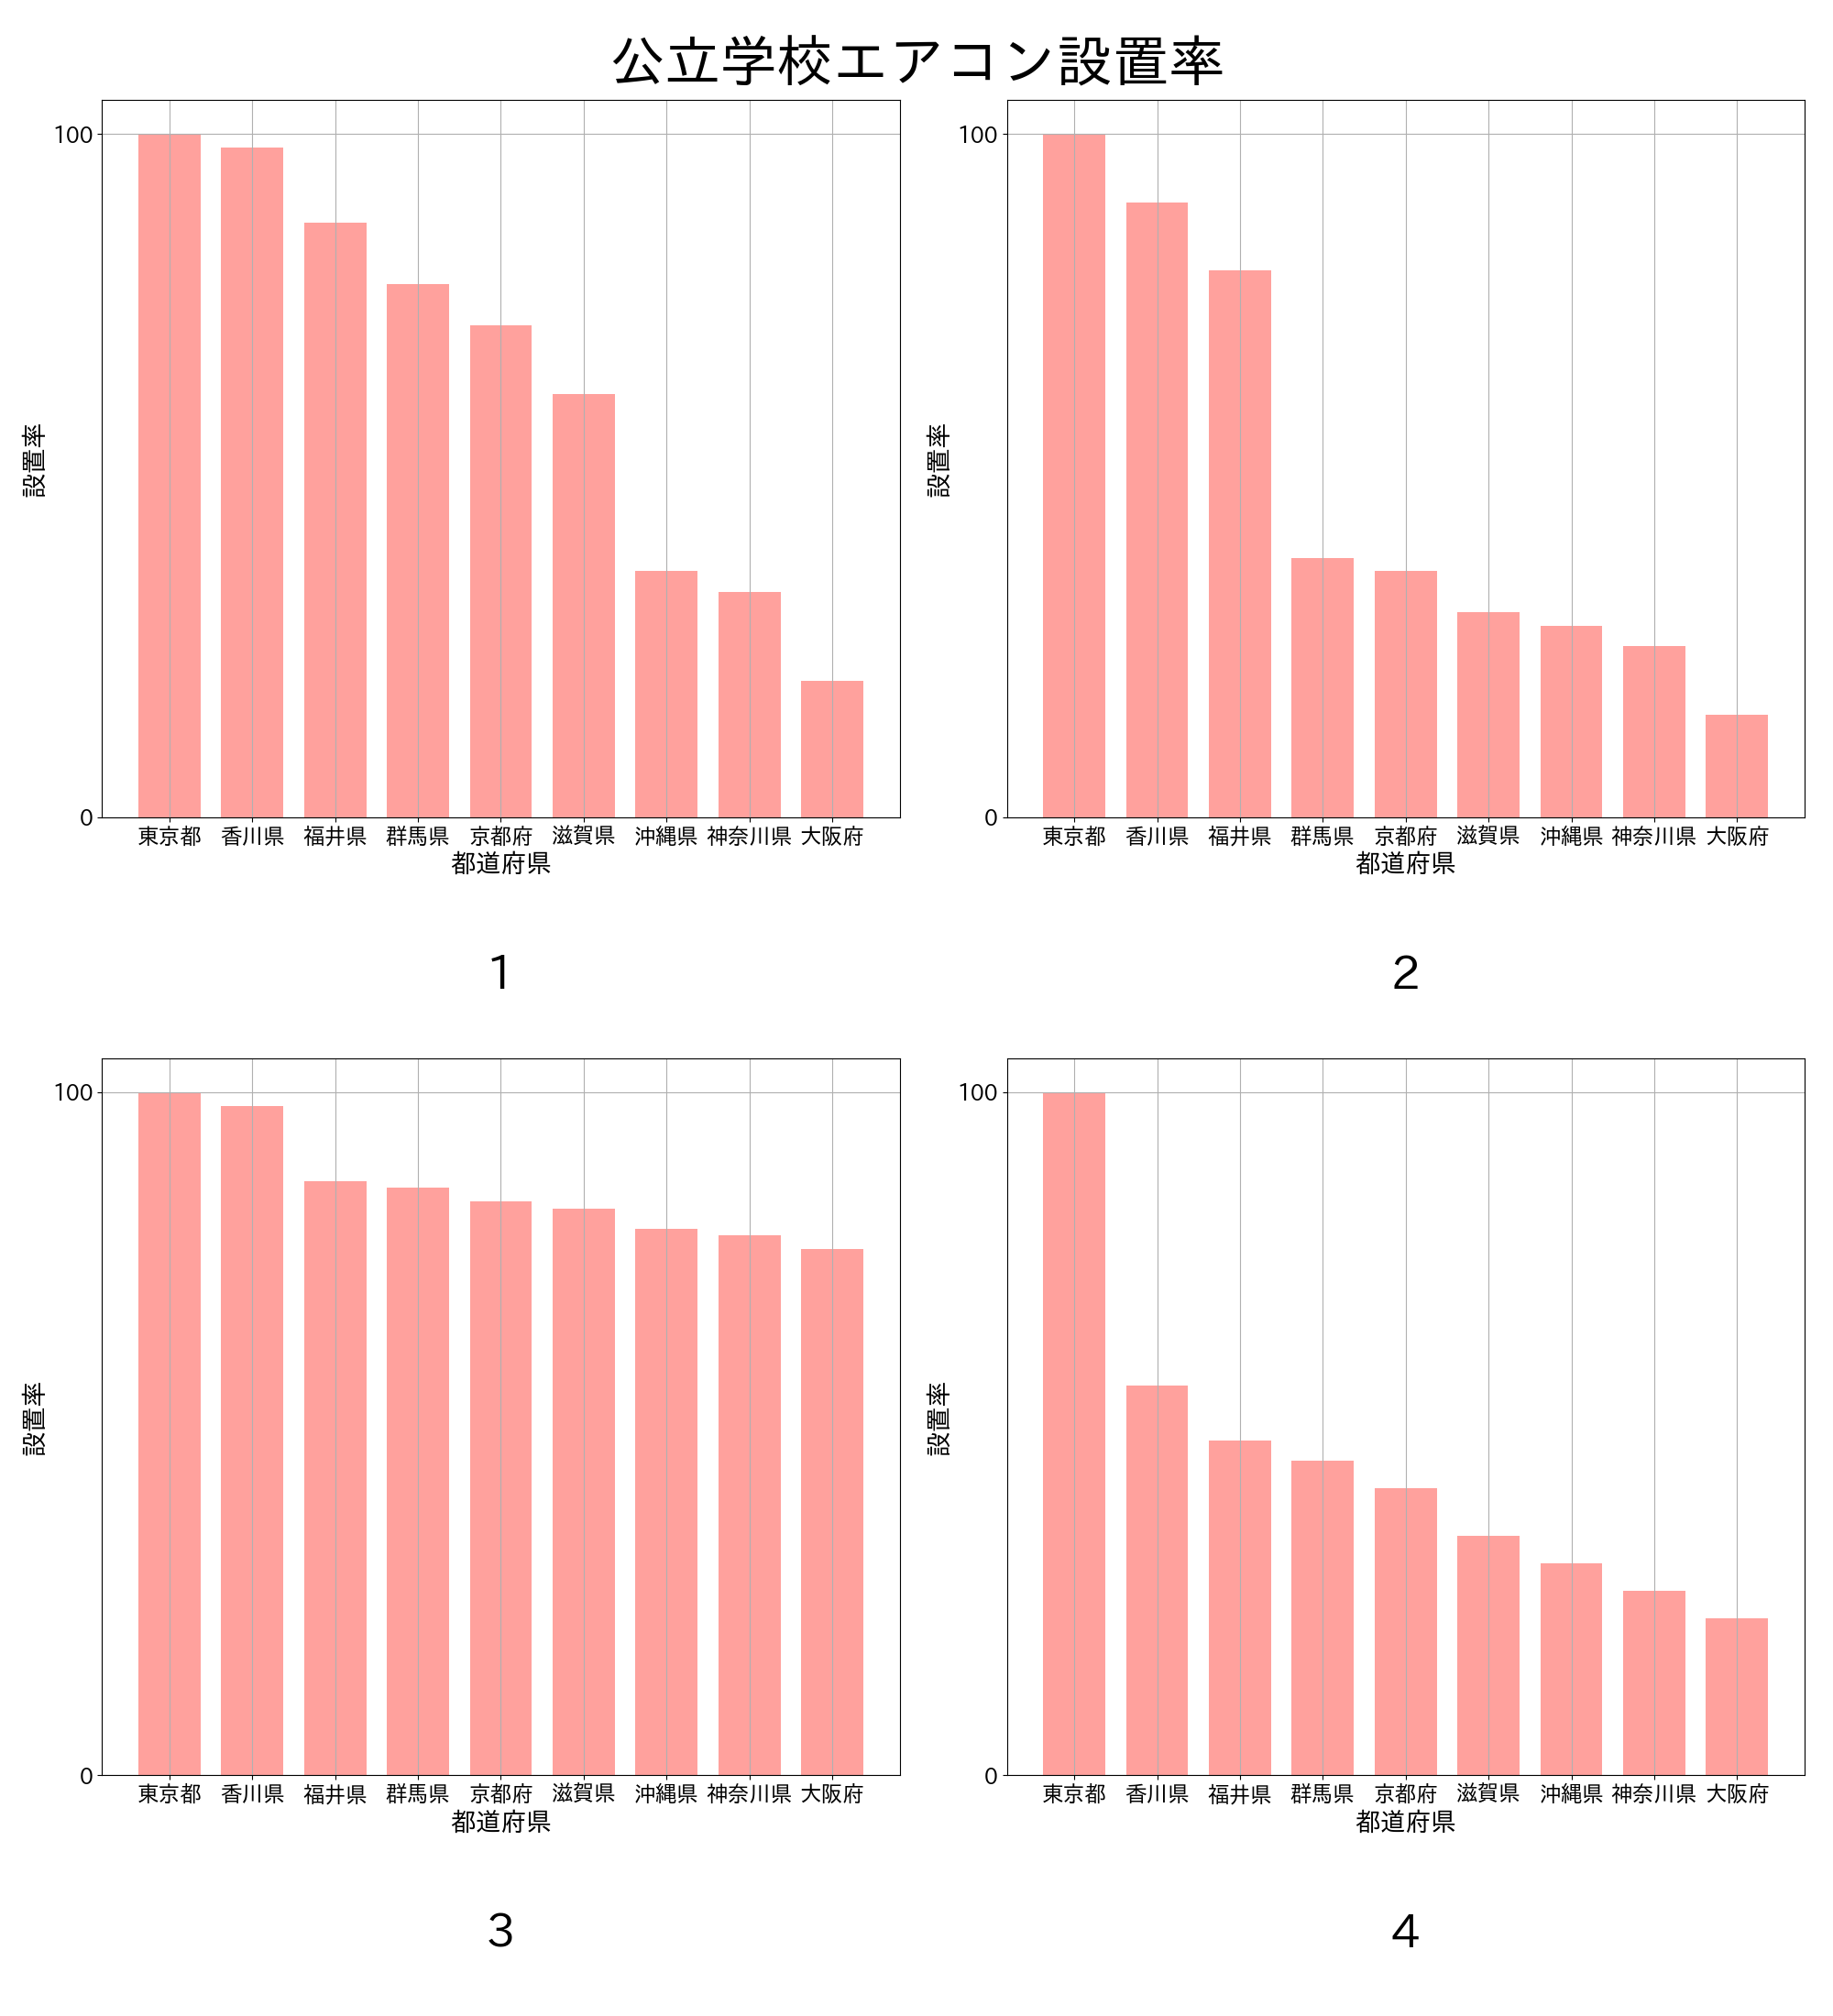 公立学校エアコン設置率
100
0
設置率
東京都 香川県 福井県 群馬県 京都府 滋賀県 沖縄県 神奈川県 大阪府
都道府県
1
100
0
設置率
東京都 香川県 福井県 群馬県 京都府 滋賀県 沖縄県 神奈川県 大阪府
都道府県
2
100
0
設置率
東京都 香川県 福井県 群馬県 京都府 滋賀県 沖縄県 神奈川県 大阪府
都道府県
3
100
0
設置率
東京都 香川県 福井県 群馬県 京都府 滋賀県 沖縄県 神奈川県 大阪府
都道府県
4